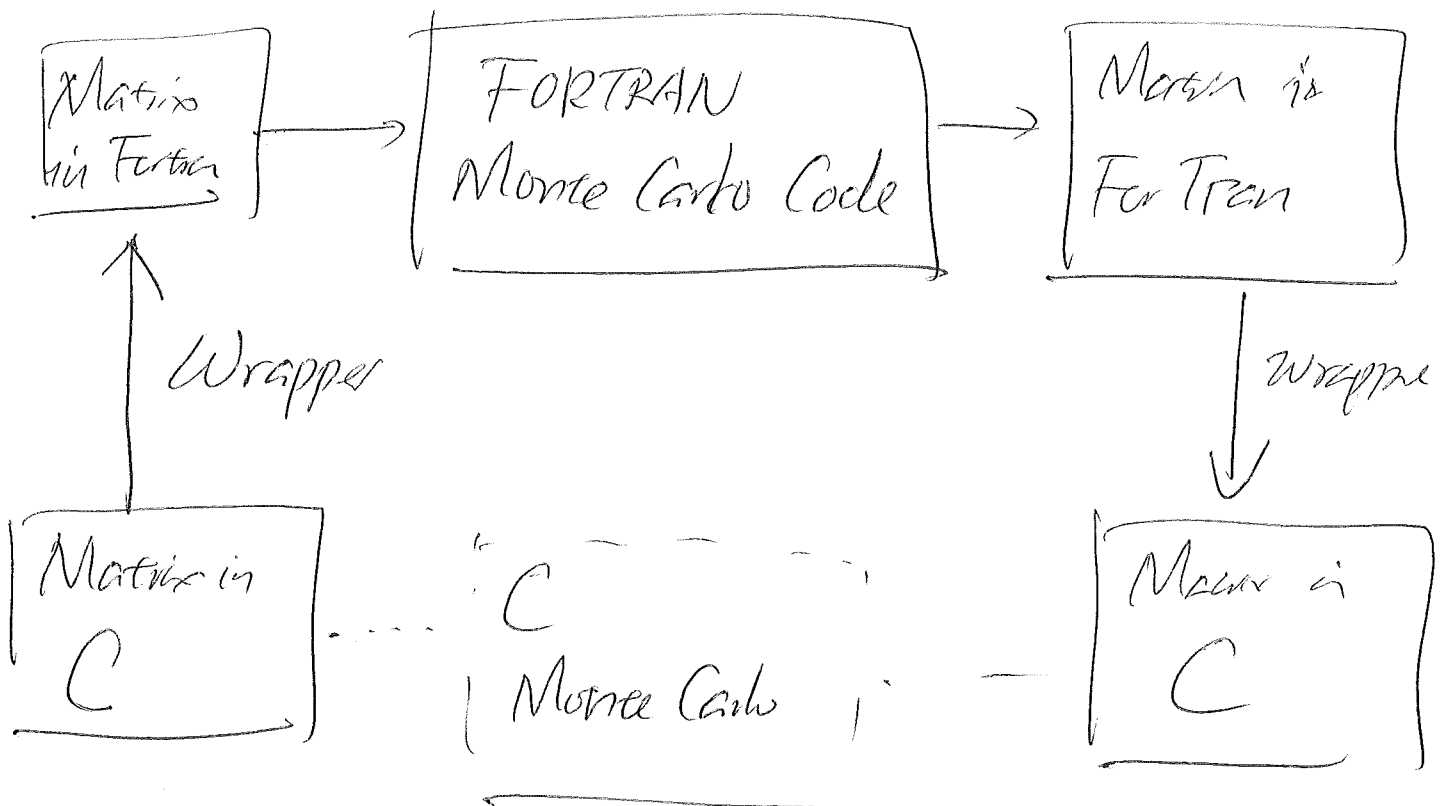 Matrix
in Fortran
FORTRAN
Monte Carlo Code
Matrix in
ForTran
Wrapper
Wrapper
Matrix in
C
C
Monte Carlo
Matrix in
C